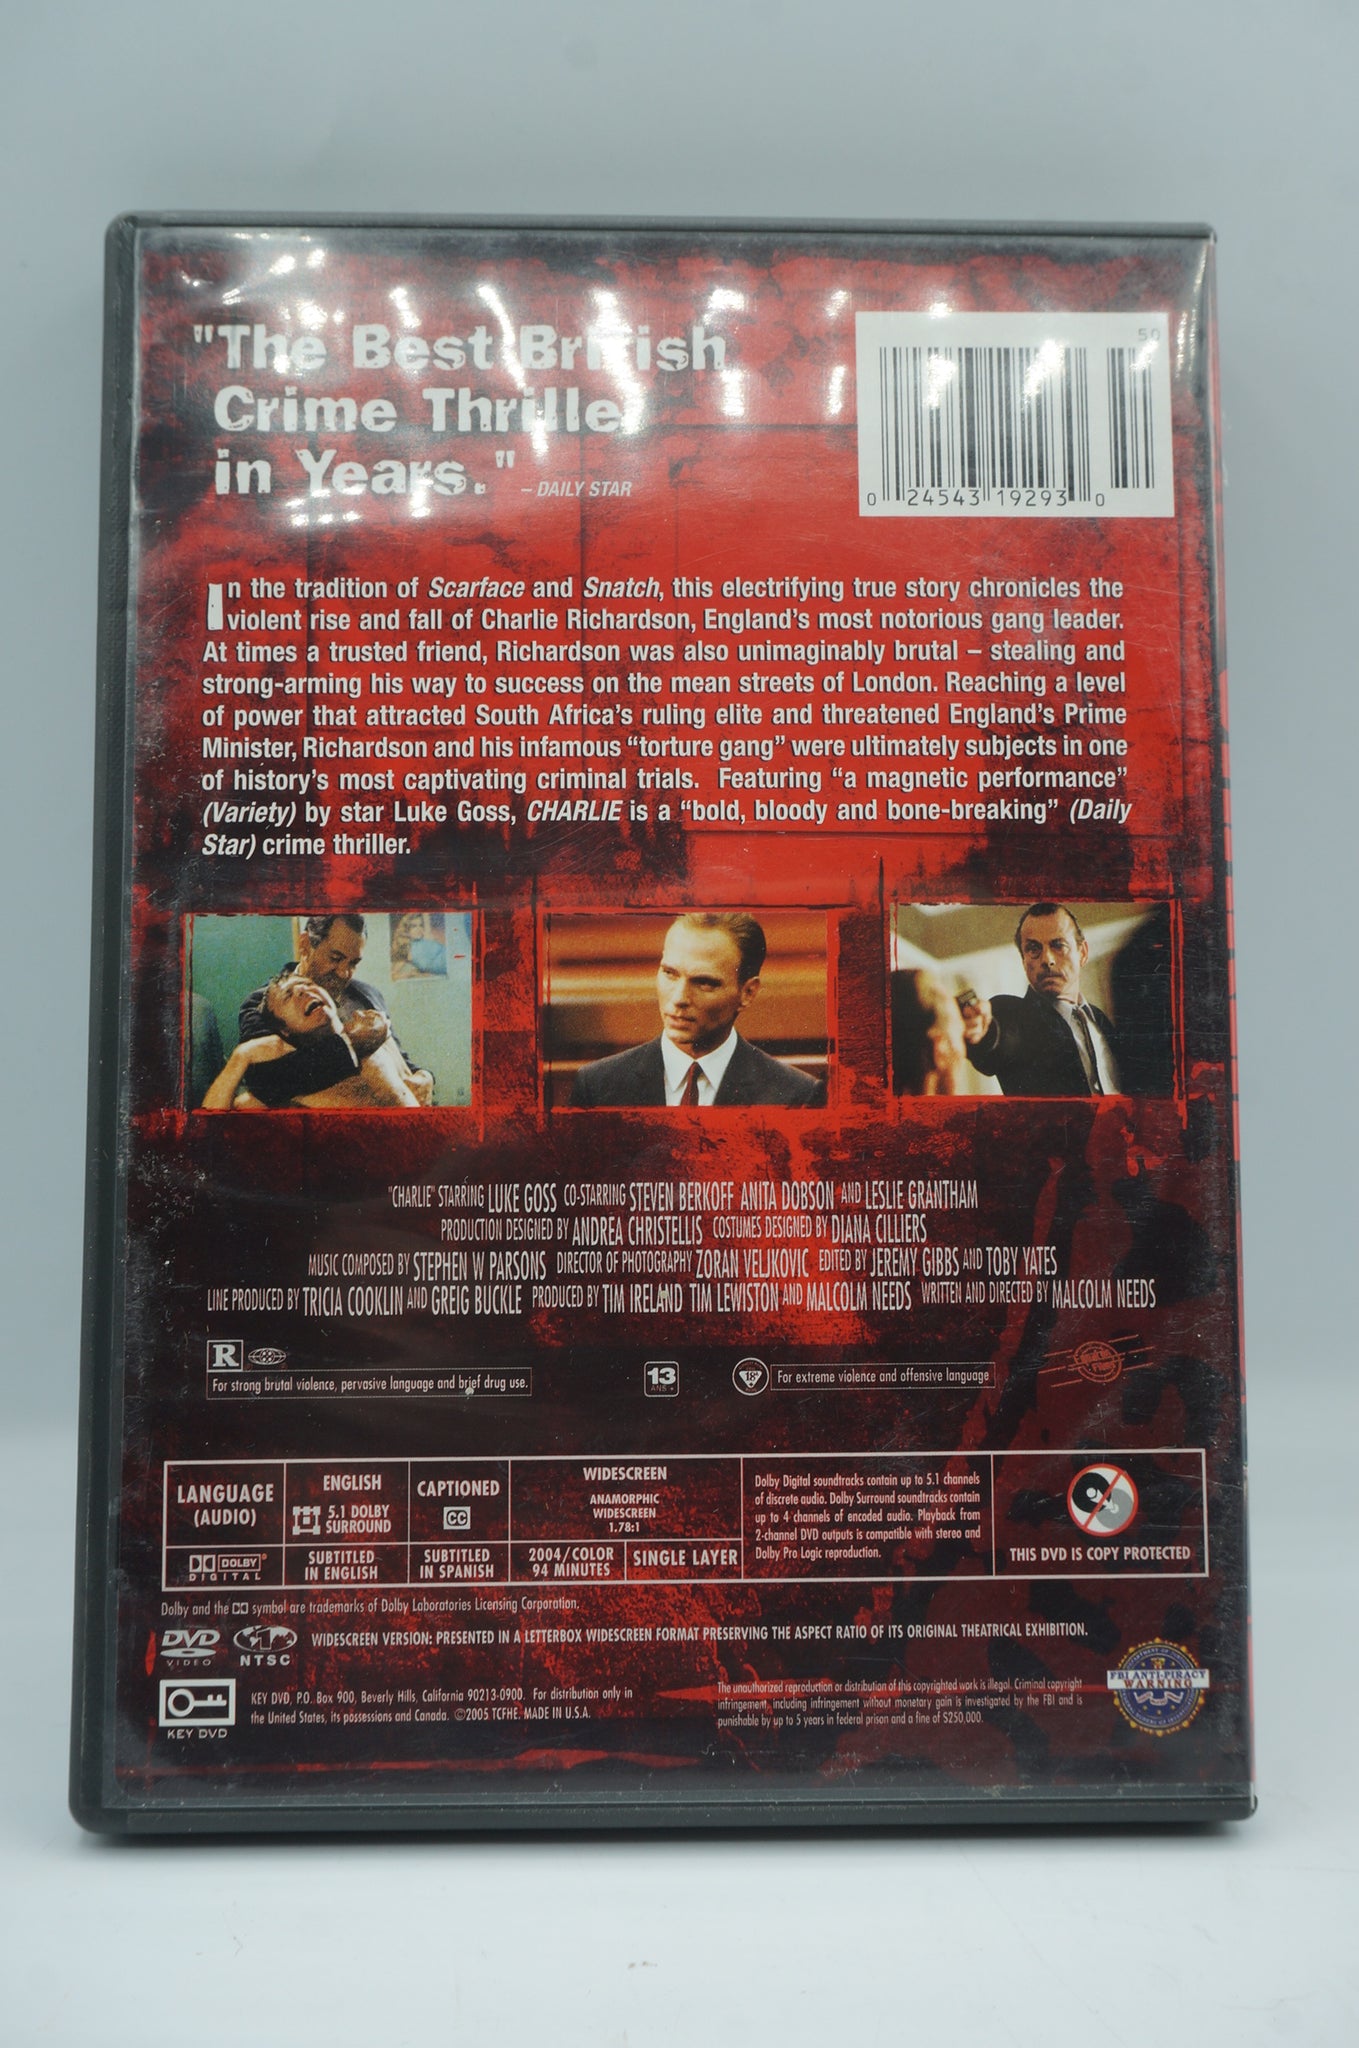 "The Best British
Crime Thriller
in Years."
– DAILY STAR
50
0 24543 19293 0
In the tradition of Scarface and Snatch, this electrifying true story chronicles the
violent rise and fall of Charlie Richardson, England's most notorious gang leader.
At times a trusted friend, Richardson was also unimaginably brutal – stealing and
strong-arming his way to success on the mean streets of London. Reaching a level
of power that attracted South Africa's ruling elite and threatened England's Prime
Minister, Richardson and his infamous "torture gang" were ultimately subjects in one
of history's most captivating criminal trials. Featuring "a magnetic performance"
(Variety) by star Luke Goss, CHARLIE is a "bold, bloody and bone-breaking" (Daily
Star) crime thriller.
"CHARLIE" STARRING LUKE GOSS CO-STARRING STEVEN BERKOFF ANITA DOBSON AND LESLIE GRANTHAM
PRODUCTION DESIGNED BY ANDREA CHRISTELLIS COSTUMES DESIGNED BY DIANA CILLIERS
MUSIC COMPOSED BY STEPHEN W PARSONS DIRECTOR OF PHOTOGRAPHY ZORAN VELJKOVIC EDITED BY JEREMY GIBBS AND TOBY YATES
LINE PRODUCED BY TRICIA COOKLIN AND GREIG BUCKLE PRODUCED BY TIM IRELAND TIM LEWISTON AND MALCOLM NEEDS WRITTEN AND DIRECTED BY MALCOLM NEEDS
R
For strong brutal violence, pervasive language and brief drug use.
13
ANS +
18
For extreme violence and offensive language
LANGUAGE
(AUDIO)
ENGLISH
5.1 DOLBY
SURROUND
CAPTIONED
CC
WIDESCREEN
ANAMORPHIC
WIDESCREEN
1.78:1
Dolby Digital soundtracks contain up to 5.1 channels
of discrete audio. Dolby Surround soundtracks contain
up to 4 channels of encoded audio. Playback from
2-channel DVD outputs is compatible with stereo and
Dolby Pro Logic reproduction.
THIS DVD IS COPY PROTECTED
DOLBY
DIGITAL
SUBTITLED
IN ENGLISH
SUBTITLED
IN SPANISH
2004/COLOR
94 MINUTES
SINGLE LAYER
Dolby and the DD symbol are trademarks of Dolby Laboratories Licensing Corporation.
DVD
VIDEO
NTSC
WIDESCREEN VERSION: PRESENTED IN A LETTERBOX WIDESCREEN FORMAT PRESERVING THE ASPECT RATIO OF ITS ORIGINAL THEATRICAL EXHIBITION.
KEY DVD
KEY DVD, P.O. Box 900, Beverly Hills, California 90213-0900. For distribution only in
the United States, its possessions and Canada. ©2005 TCFHE. MADE IN U.S.A.
The unauthorized reproduction or distribution of this copyrighted work is illegal. Criminal copyright
infringement, including infringement without monetary gain is investigated by the FBI and is
punishable by up to 5 years in federal prison and a fine of $250,000.
FBI ANTI-PIRACY
WARNING